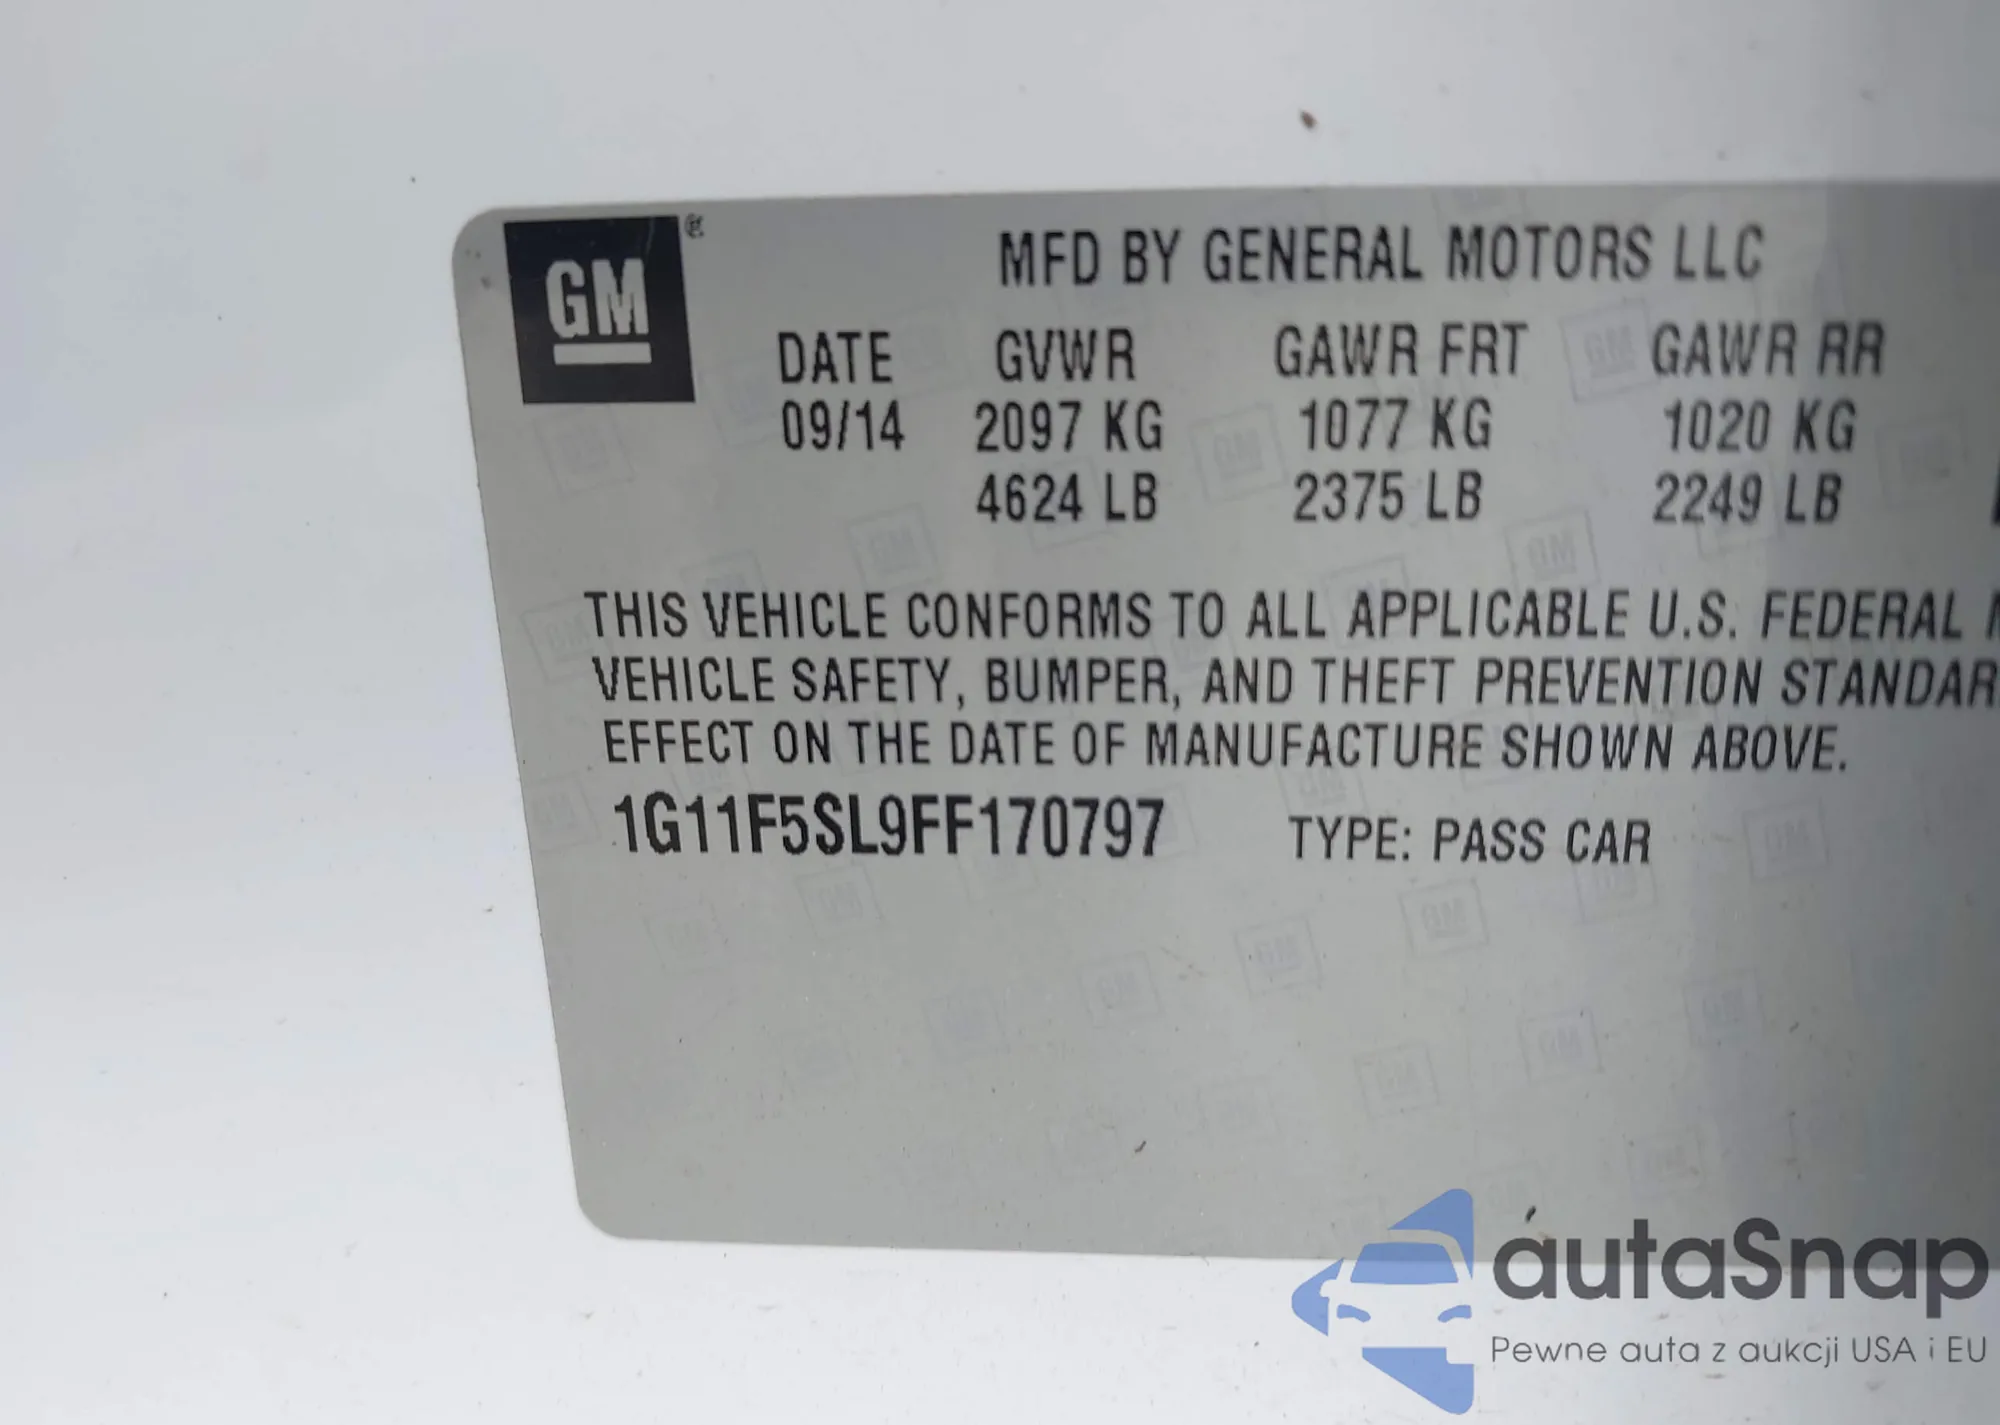 GM
MFD BY GENERAL MOTORS LLC
DATE GVWR GAWR FRT GAWR RR
09/14 2097 KG 1077 KG 1020 KG
4624 LB 2375 LB 2249 LB
THIS VEHICLE CONFORMS TO ALL APPLICABLE U.S. FEDERAL
VEHICLE SAFETY, BUMPER, AND THEFT PREVENTION STANDAR
EFFECT ON THE DATE OF MANUFACTURE SHOWN ABOVE.
1G11F5SL9FF170797 TYPE: PASS CAR
autaSnap
Pewne auta z aukcji USA i EU